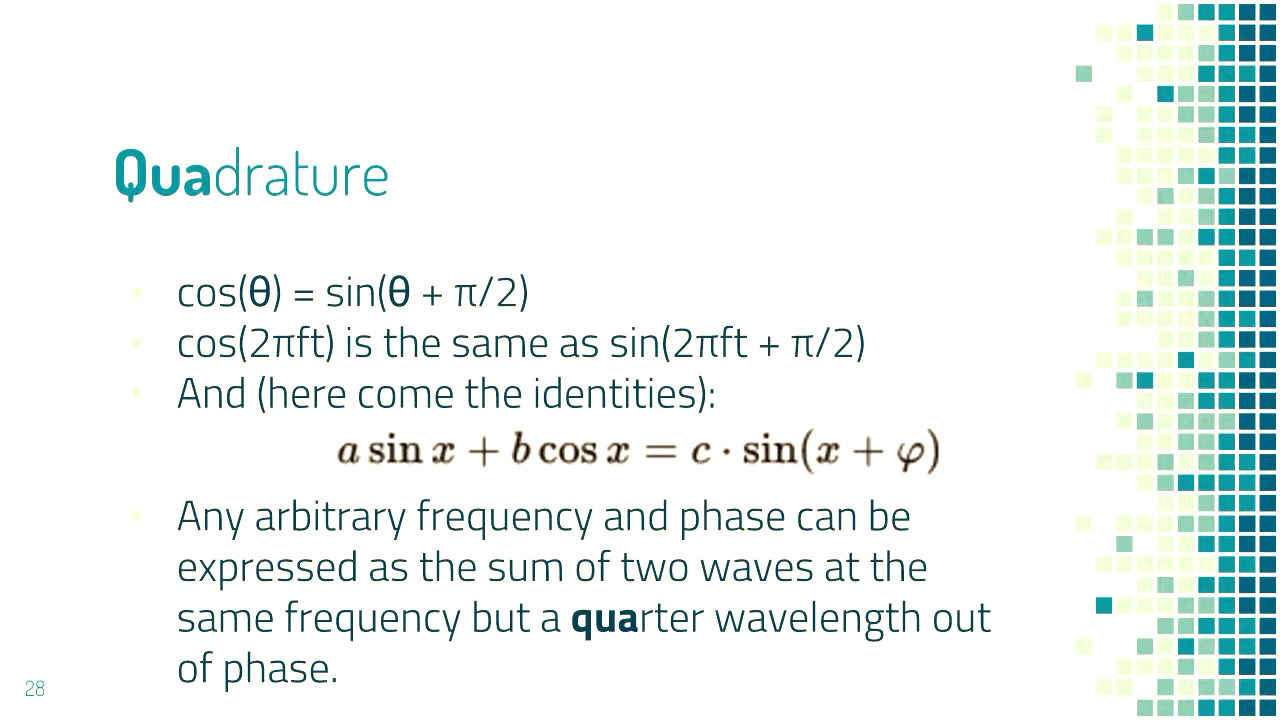 Quadrature
cos(θ) = sin(θ + π/2)
cos(2πft) is the same as sin(2πft + π/2)
And (here come the identities):
a sin x + b cos x = c · sin(x + φ)
Any arbitrary frequency and phase can be
expressed as the sum of two waves at the
same frequency but a quarter wavelength out
of phase.
28